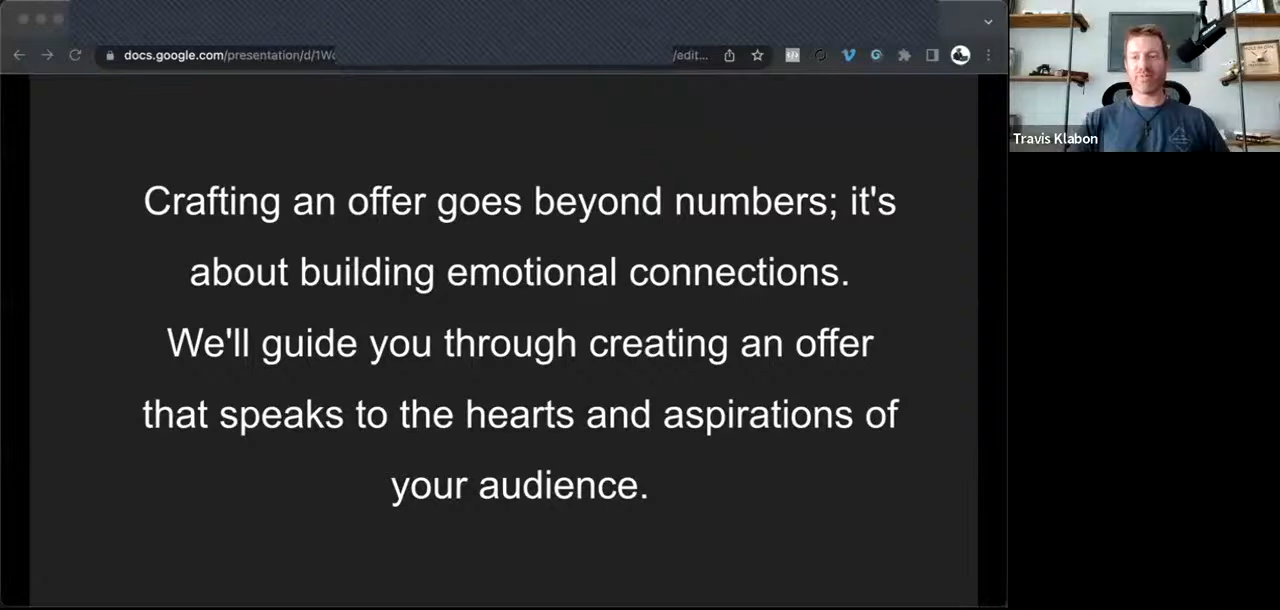 docs.google.com/presentation/d/1Wc
/edit...
Travis Klabon
Crafting an offer goes beyond numbers; it's
about building emotional connections.
We'll guide you through creating an offer
that speaks to the hearts and aspirations of
your audience.